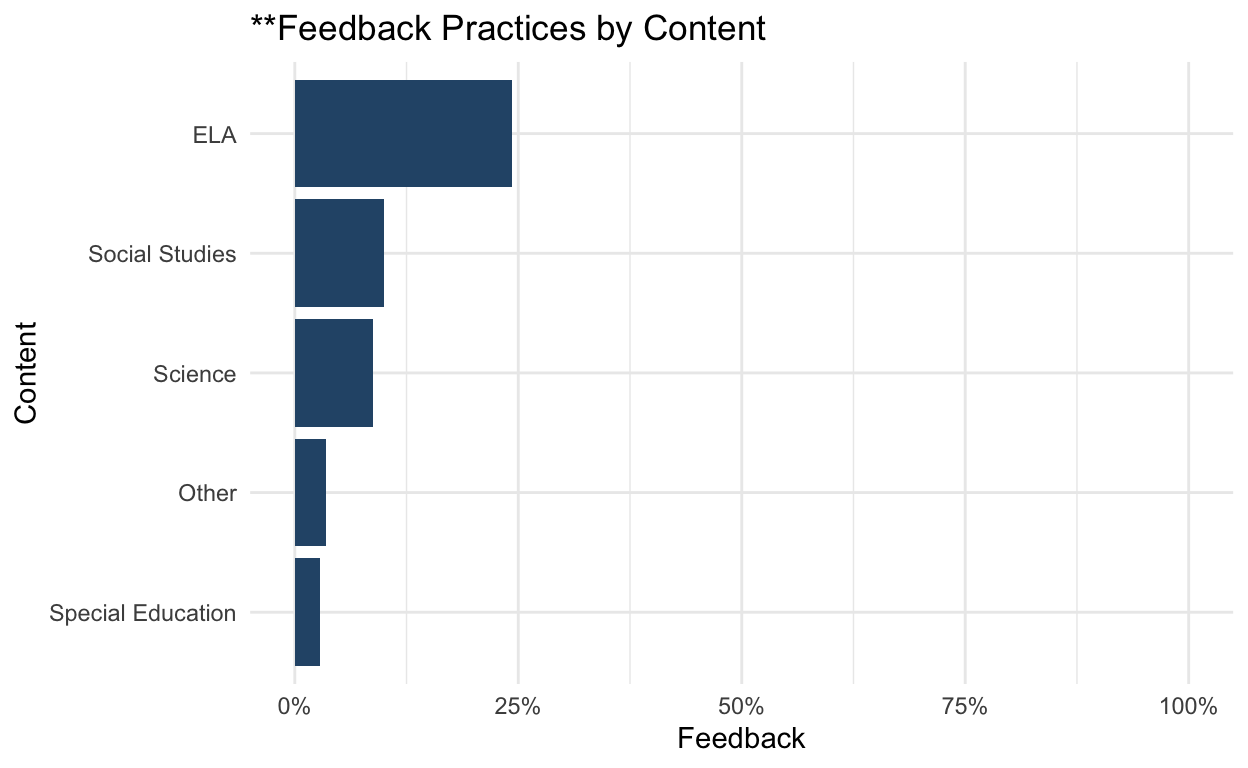 **Feedback Practices by Content
ELA
Social Studies
Science
Other
Special Education
Content
0%
25%
50%
75%
100%
Feedback